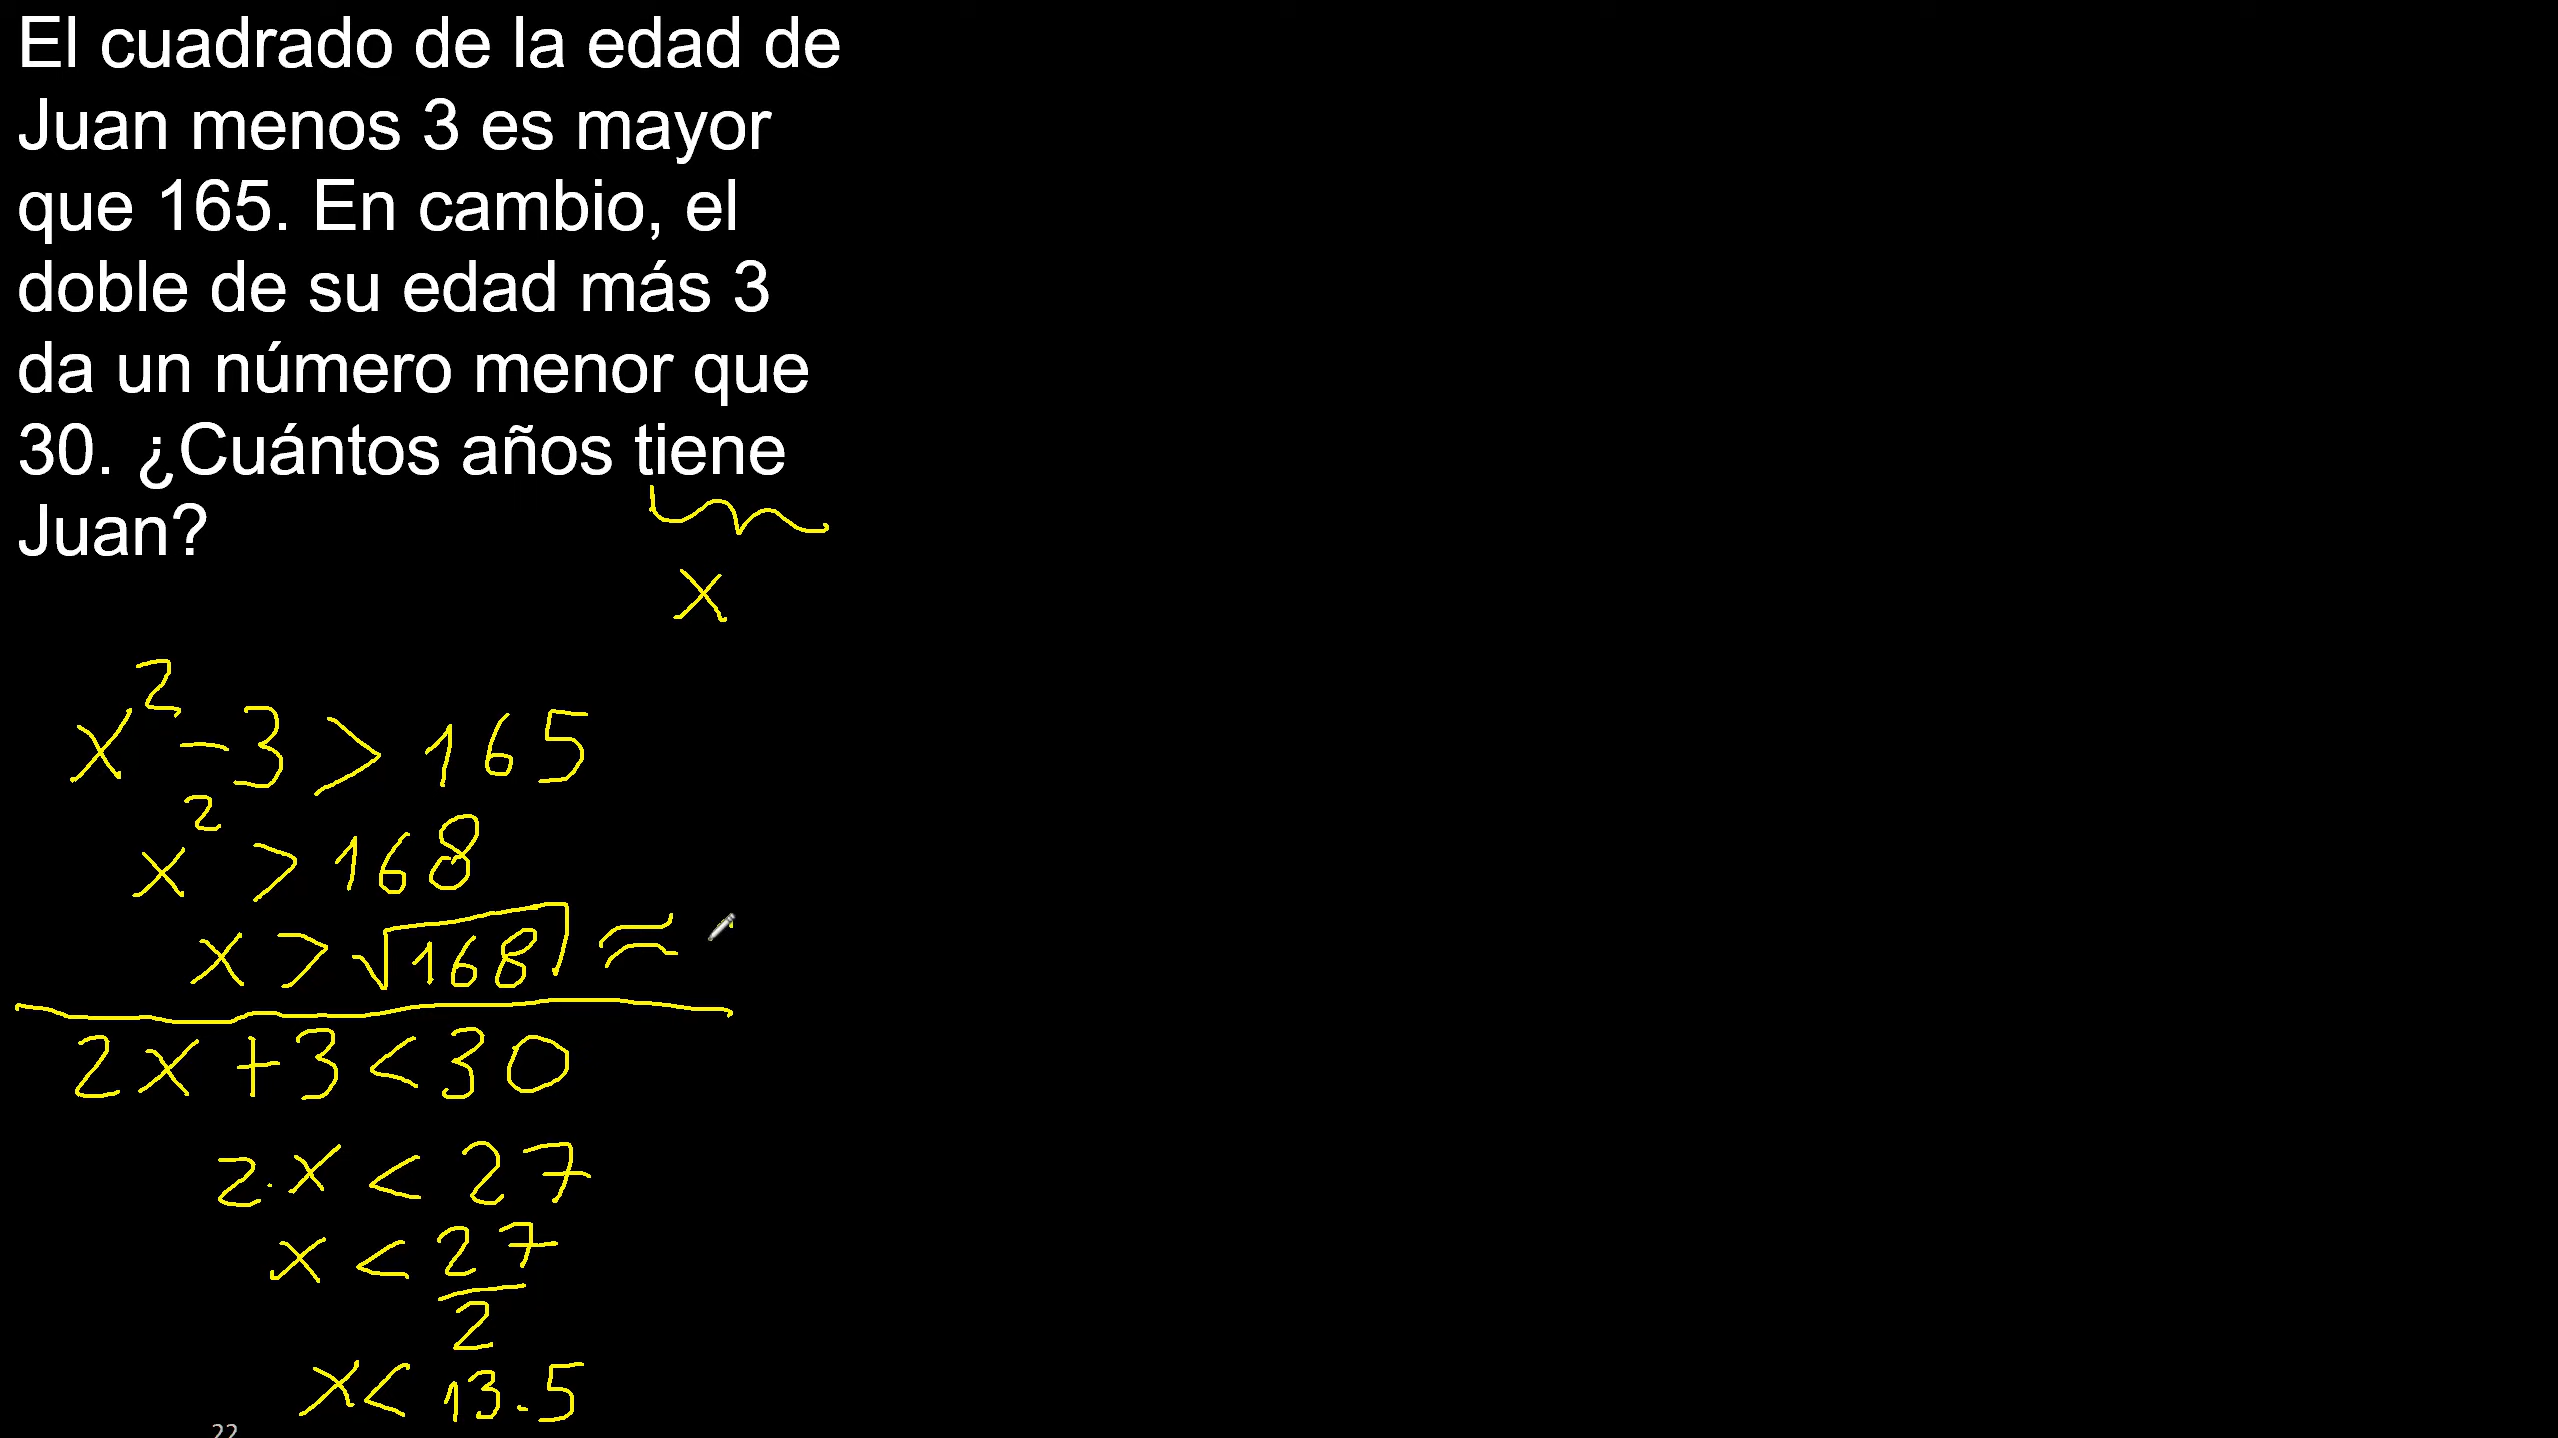 El cuadrado de la edad de
Juan menos 3 es mayor
que 165. En cambio, el
doble de su edad más 3
da un número menor que
30. ¿Cuántos años tiene
Juan?
x
x² - 3 > 165
x² > 168
x > √168 ≈
2x + 3 < 30
2·x < 27
x < 27/2
x < 13.5
22